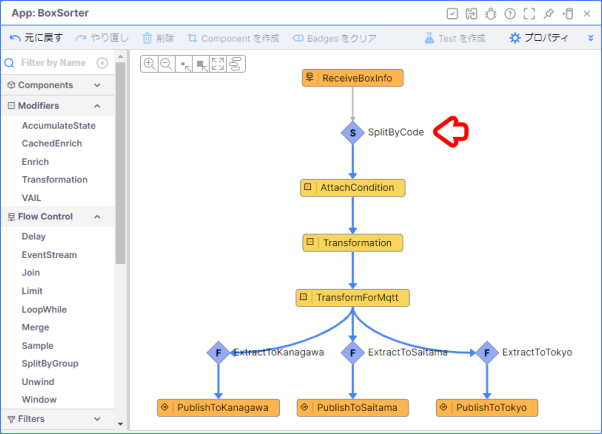 App: BoxSorter
元に戻す やり直し 削除 Component を作成 Badges をクリア Test を作成 プロパティ
Filter by Name
Components
Modifiers
AccumulateState
CachedEnrich
Enrich
Transformation
VAIL
Flow Control
Delay
EventStream
Join
Limit
LoopWhile
Merge
Sample
SplitByGroup
Unwind
Window
Filters
ReceiveBoxInfo
S SplitByCode
AttachCondition
Transformation
TransformForMqtt
F ExtractToKanagawa F ExtractToSaitama F ExtractToTokyo
PublishToKanagawa PublishToSaitama PublishToTokyo